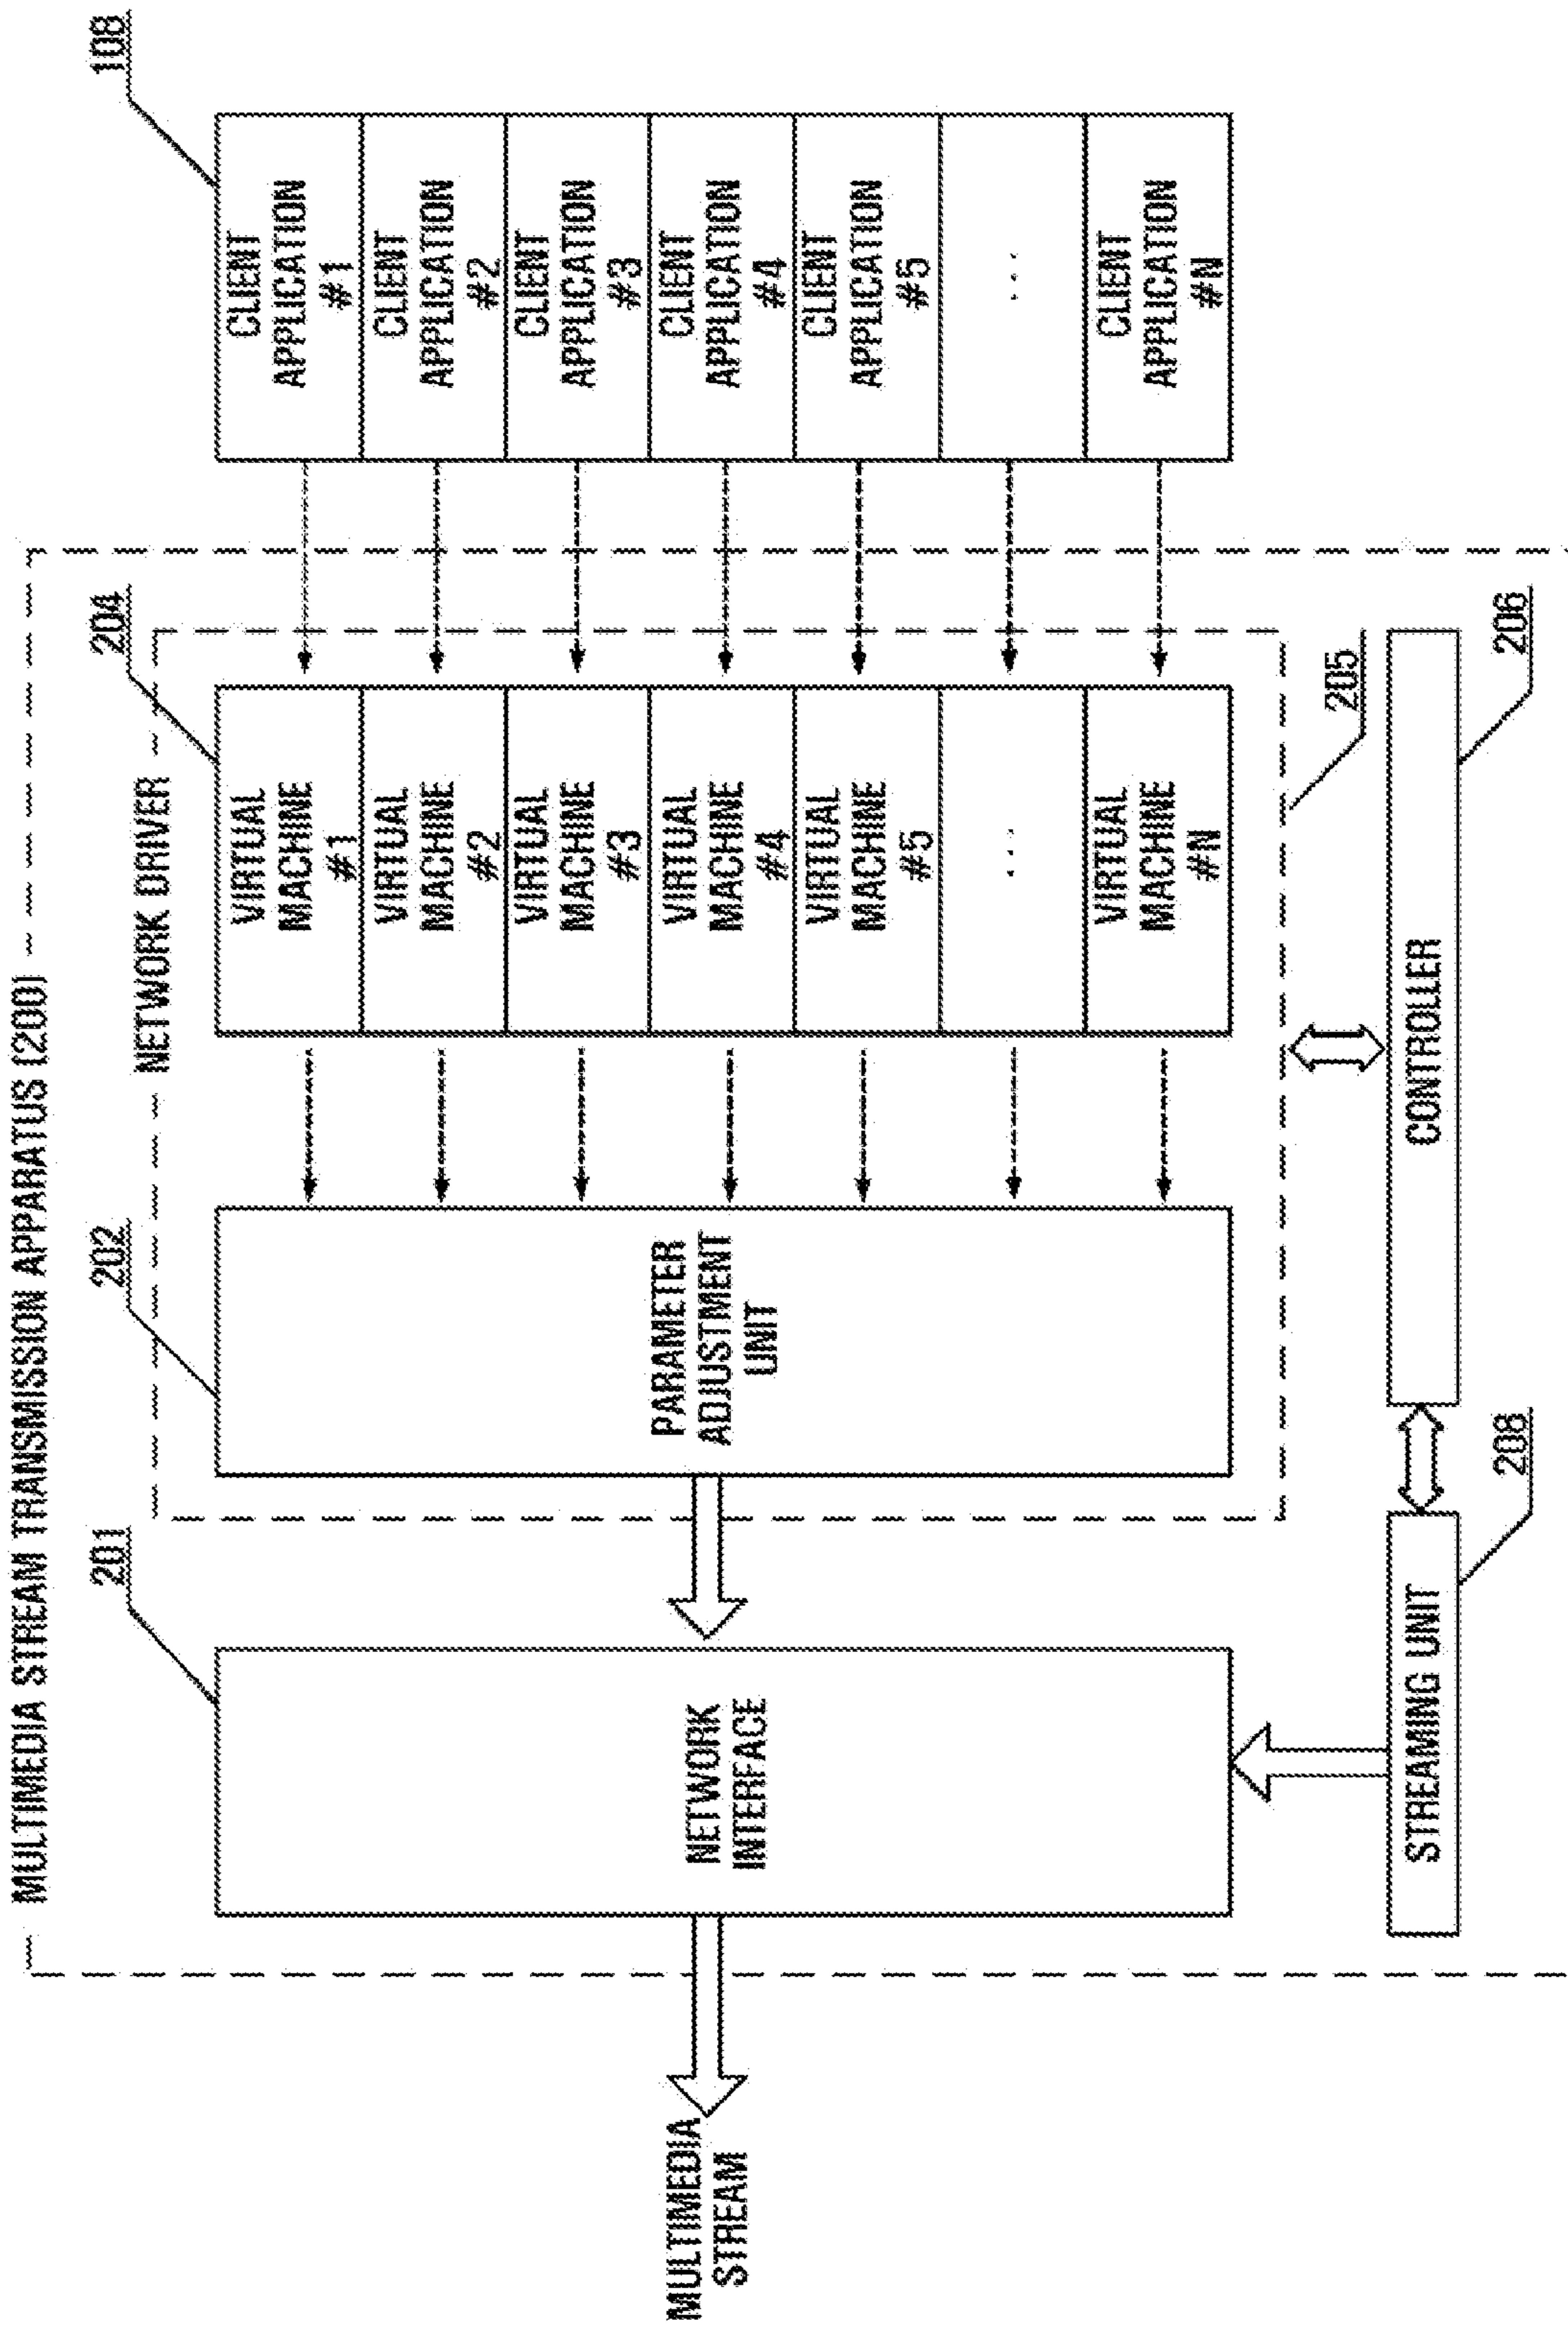 MULTIMEDIA STREAM TRANSMISSION APPARATUS (200)
201
202
204
108
NETWORK DRIVER
MULTIMEDIA
STREAM
NETWORK
INTERFACE
PARAMETER
ADJUSTMENT
UNIT
VIRTUAL
MACHINE
#1
VIRTUAL
MACHINE
#2
VIRTUAL
MACHINE
#3
VIRTUAL
MACHINE
#4
VIRTUAL
MACHINE
#5
...
VIRTUAL
MACHINE
#N
CLIENT
APPLICATION
#1
CLIENT
APPLICATION
#2
CLIENT
APPLICATION
#3
CLIENT
APPLICATION
#4
CLIENT
APPLICATION
#5
...
CLIENT
APPLICATION
#N
205
STREAMING UNIT
CONTROLLER
208
206